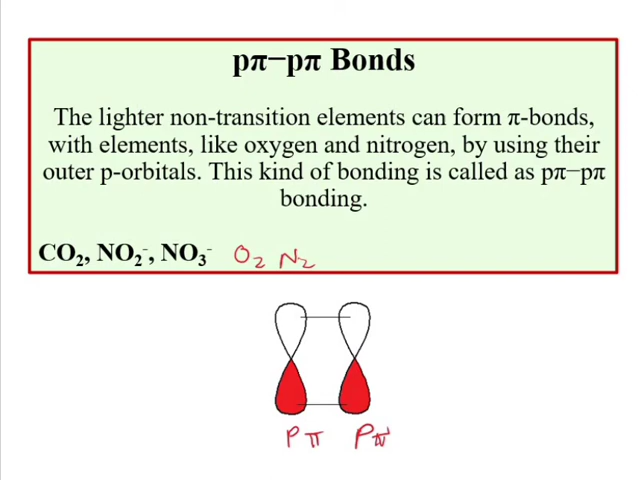 pπ−pπ Bonds
The lighter non-transition elements can form π-bonds,
with elements, like oxygen and nitrogen, by using their
outer p-orbitals. This kind of bonding is called as pπ−pπ
bonding.
CO₂, NO₂⁻, NO₃⁻ O₂ N₂
Pπ Pπ